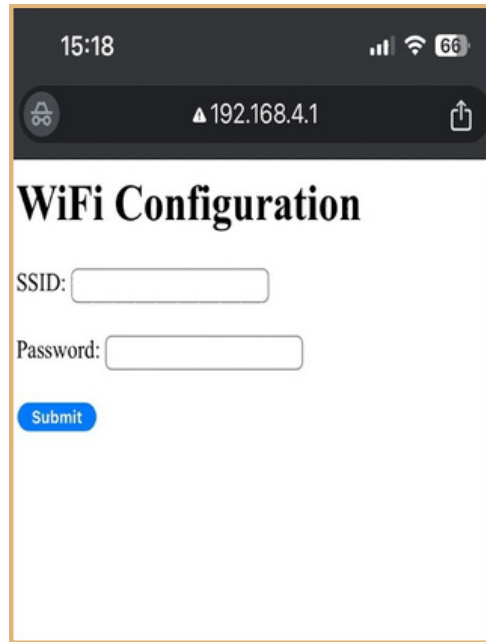 15:18
66
192.168.4.1
WiFi Configuration
SSID:
Password:
Submit